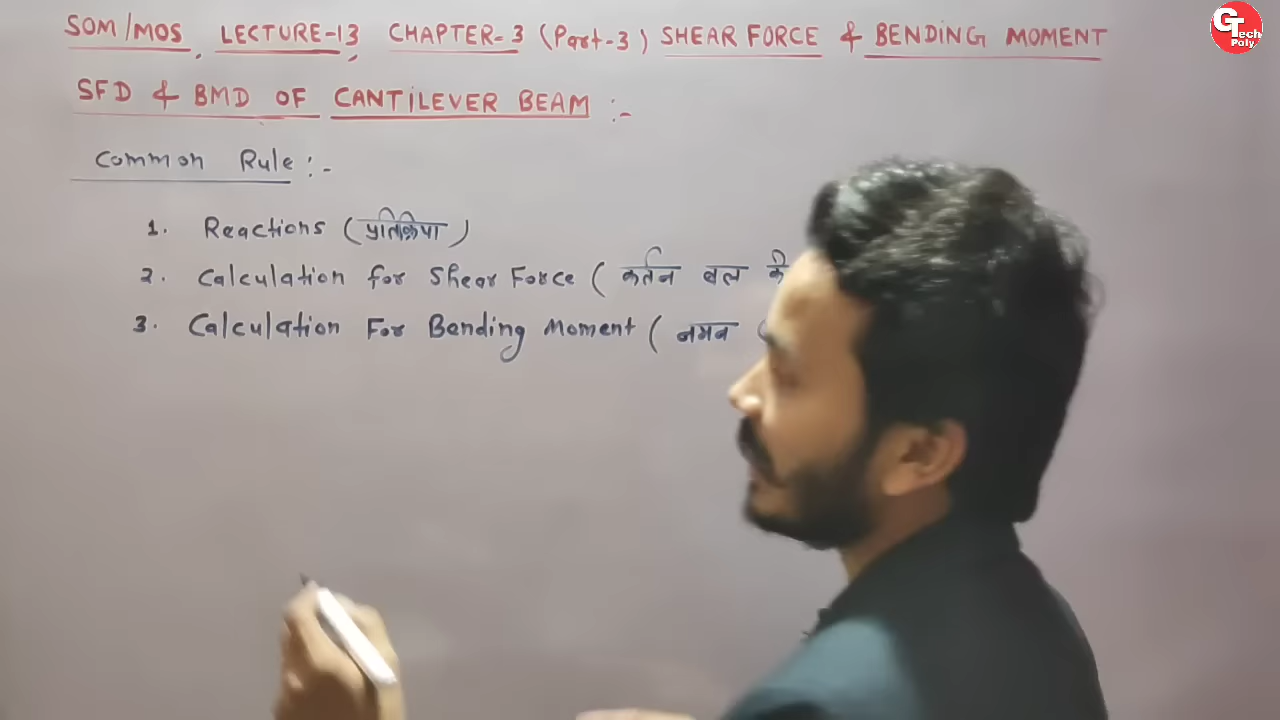 SOM/MOS, LECTURE-13, CHAPTER-3 (Part-3) SHEAR FORCE & BENDING MOMENT
GTech Poly
SFD & BMD OF CANTILEVER BEAM :-
Common Rule :-
1. Reactions (प्रतिक्रिया)
2. Calculation for Shear Force ( कर्तन बल की
3. Calculation For Bending Moment ( नमन